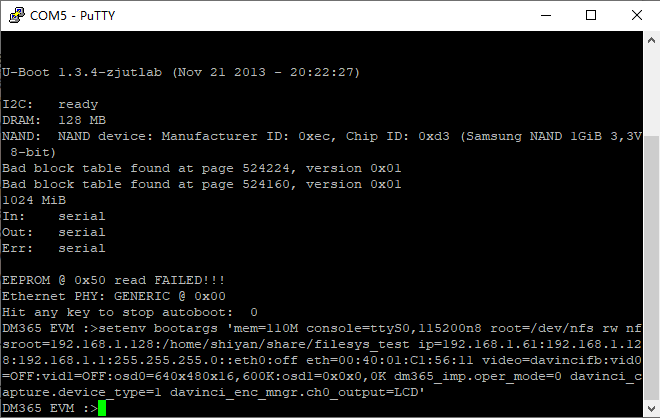 COM5 - PuTTY
U-Boot 1.3.4-zjutlab (Nov 21 2013 - 20:22:27)
I2C:   ready
DRAM:  128 MB
NAND:  NAND device: Manufacturer ID: 0xec, Chip ID: 0xd3 (Samsung NAND 1GiB 3,3V
 8-bit)
Bad block table found at page 524224, version 0x01
Bad block table found at page 524160, version 0x01
1024 MiB
In:    serial
Out:   serial
Err:   serial
EEPROM @ 0x50 read FAILED!!!
Ethernet PHY: GENERIC @ 0x00
Hit any key to stop autoboot:  0
DM365 EVM :>setenv bootargs 'mem=110M console=ttyS0,115200n8 root=/dev/nfs rw nf
sroot=192.168.1.128:/home/shiyan/share/filesys_test ip=192.168.1.61:192.168.1.12
8:192.168.1.1:255.255.255.0::eth0:off eth=00:40:01:C1:56:11 video=davincifb:vid0
=OFF:vid1=OFF:osd0=640x480x16,600K:osd1=0x0x0,0K dm365_imp.oper_mode=0 davinci_c
apture.device_type=1 davinci_enc_mngr.ch0_output=LCD'
DM365 EVM :>